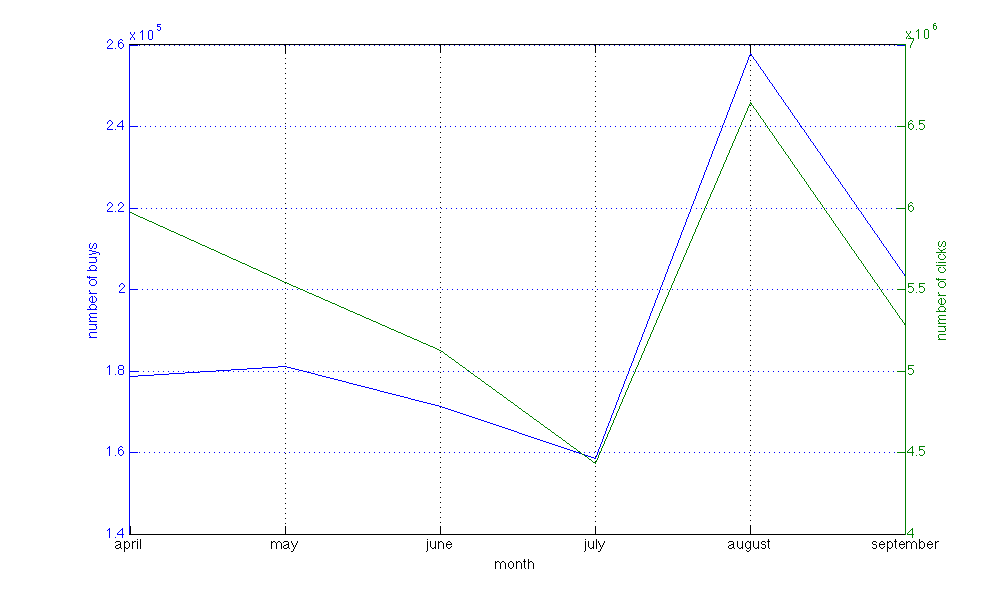 x 10^5
x 10^6
2.6
7
2.4
6.5
2.2
6
number of buys
number of clicks
2
5.5
1.8
5
1.6
4.5
1.4
4
april may june july august september
month